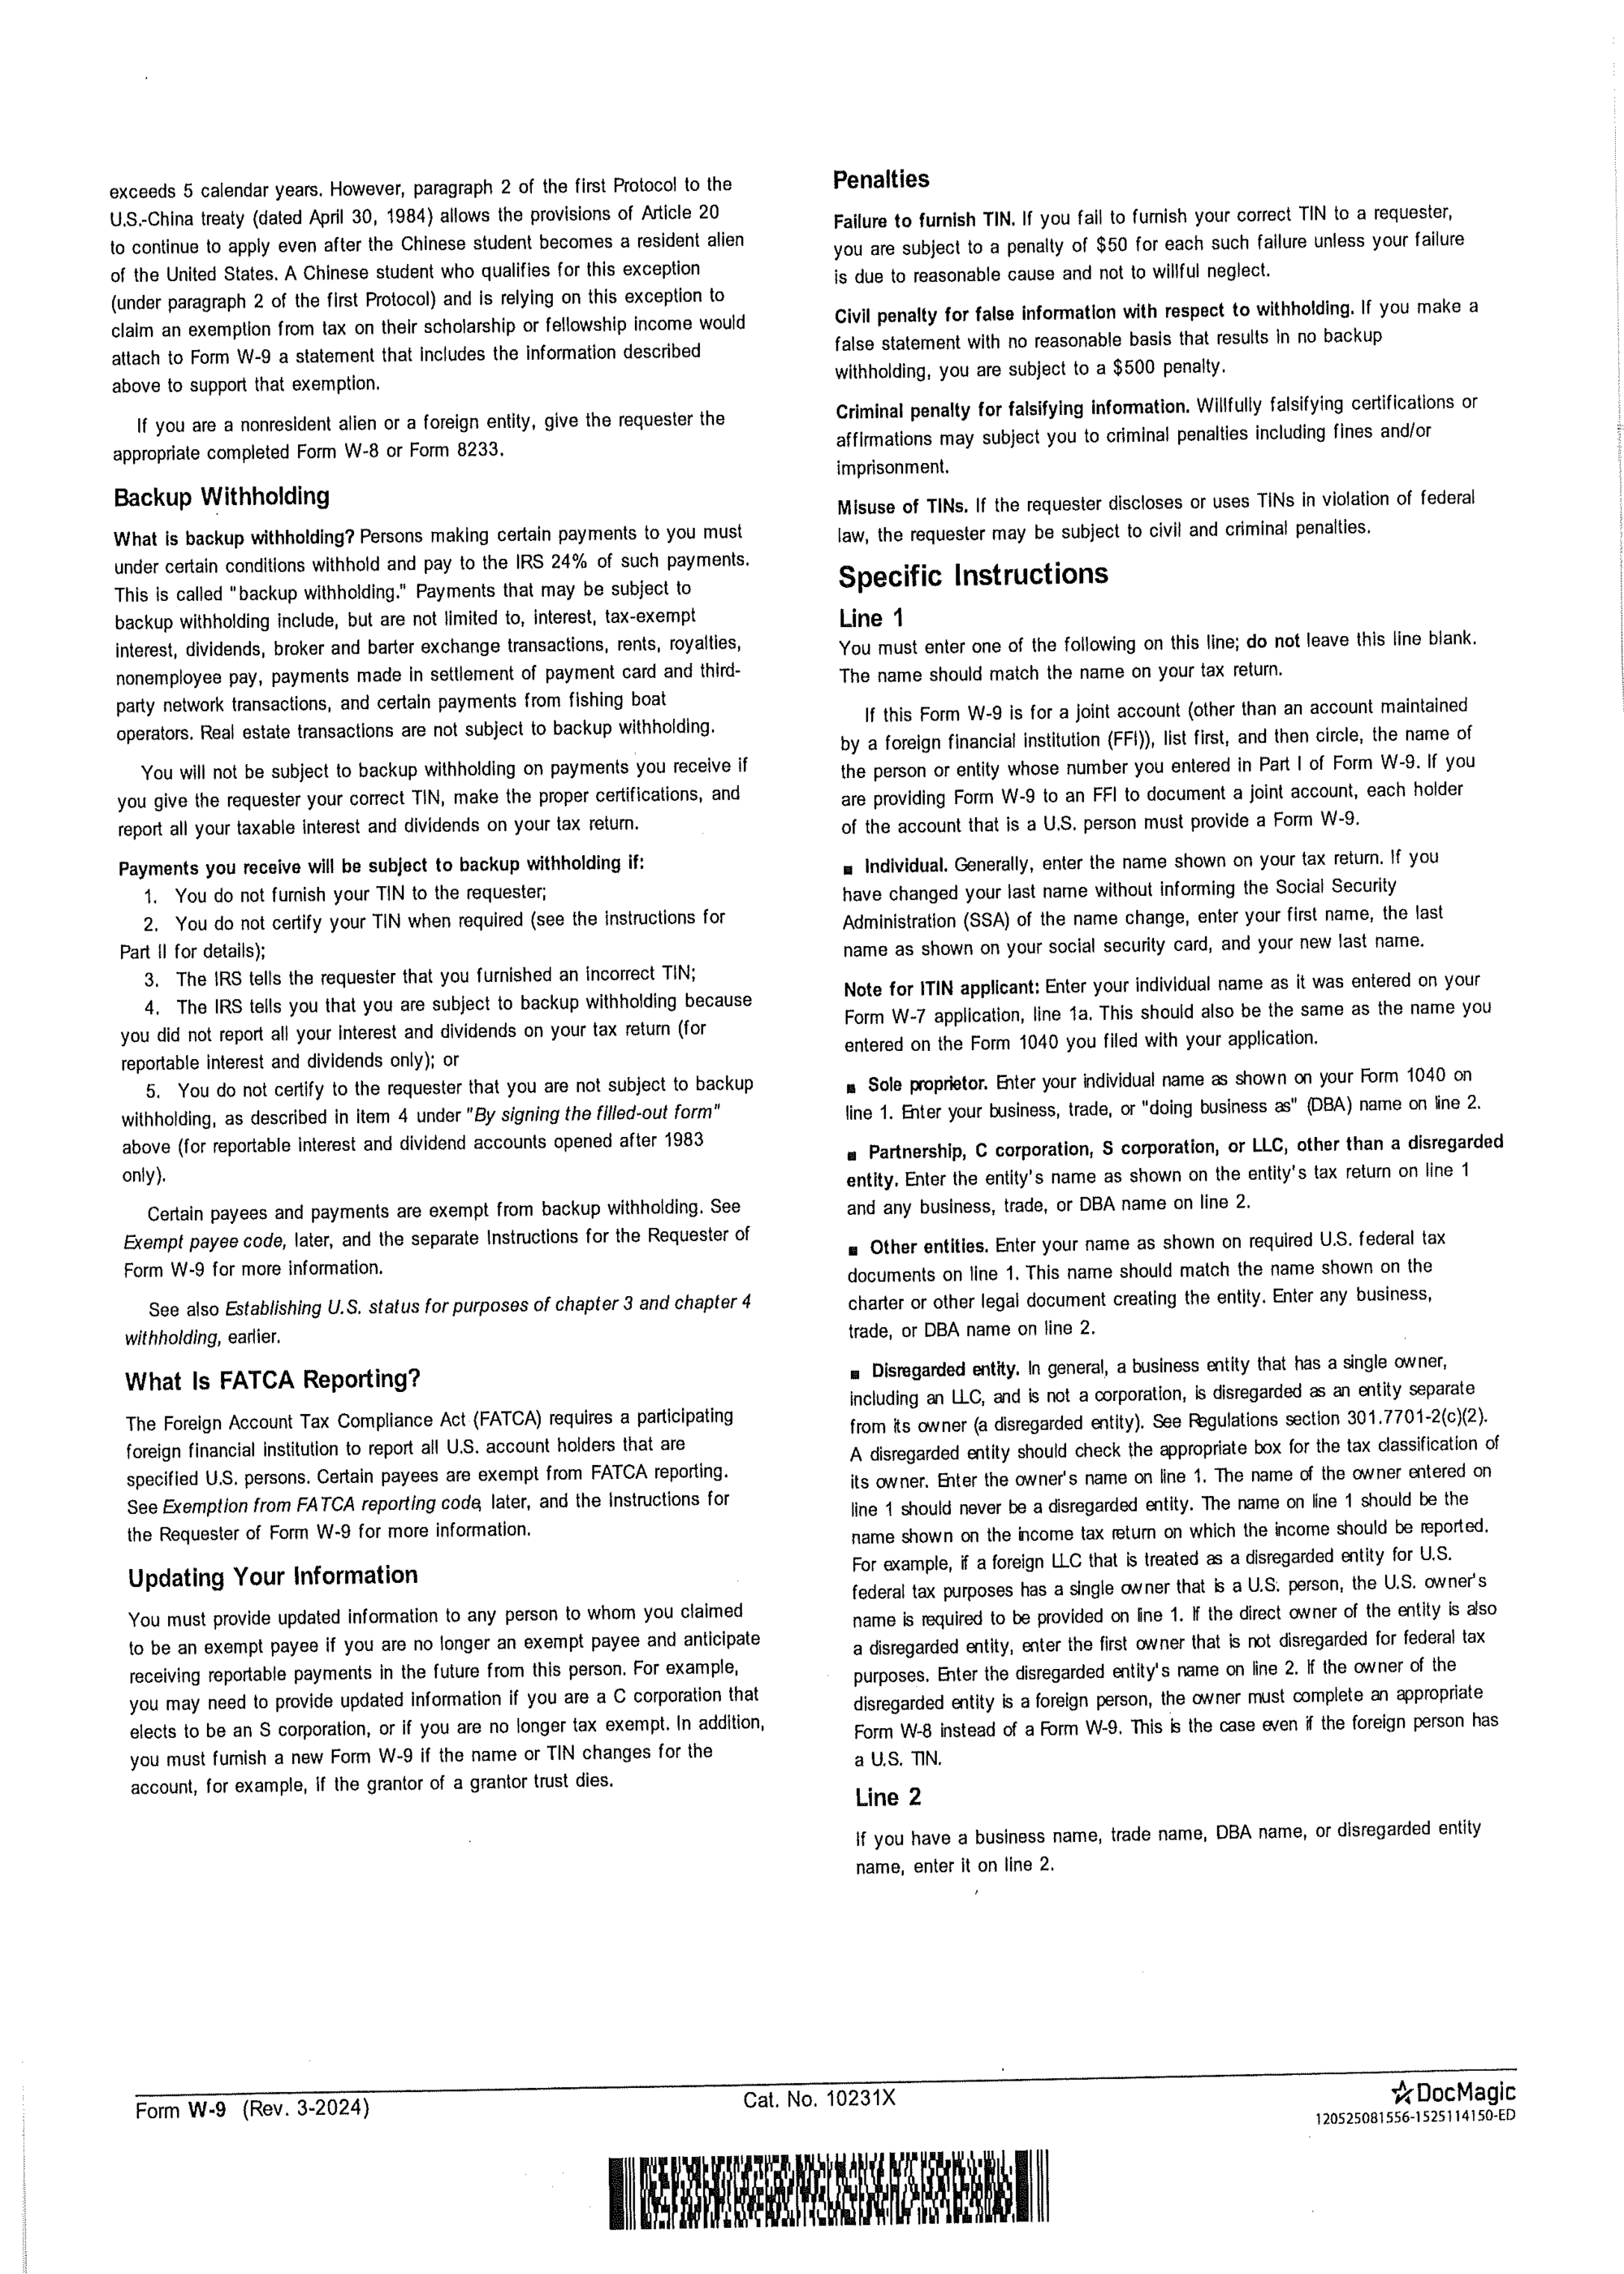 exceeds 5 calendar years. However, paragraph 2 of the first Protocol to the
U.S.-China treaty (dated April 30, 1984) allows the provisions of Article 20
to continue to apply even after the Chinese student becomes a resident alien
of the United States. A Chinese student who qualifies for this exception
(under paragraph 2 of the first Protocol) and is relying on this exception to
claim an exemption from tax on their scholarship or fellowship income would
attach to Form W-9 a statement that includes the information described
above to support that exemption.
If you are a nonresident alien or a foreign entity, give the requester the
appropriate completed Form W-8 or Form 8233.
Backup Withholding
What is backup withholding? Persons making certain payments to you must
under certain conditions withhold and pay to the IRS 24% of such payments.
This is called "backup withholding." Payments that may be subject to
backup withholding include, but are not limited to, interest, tax-exempt
interest, dividends, broker and barter exchange transactions, rents, royalties,
nonemployee pay, payments made in settlement of payment card and third-
party network transactions, and certain payments from fishing boat
operators. Real estate transactions are not subject to backup withholding.
You will not be subject to backup withholding on payments you receive if
you give the requester your correct TIN, make the proper certifications, and
report all your taxable interest and dividends on your tax return.
Payments you receive will be subject to backup withholding if:
1. You do not furnish your TIN to the requester;
2. You do not certify your TIN when required (see the instructions for
Part II for details);
3. The IRS tells the requester that you furnished an incorrect TIN;
4. The IRS tells you that you are subject to backup withholding because
you did not report all your interest and dividends on your tax return (for
reportable interest and dividends only); or
5. You do not certify to the requester that you are not subject to backup
withholding, as described in item 4 under "By signing the filled-out form"
above (for reportable interest and dividend accounts opened after 1983
only).
Certain payees and payments are exempt from backup withholding. See
Exempt payee code, later, and the separate Instructions for the Requester of
Form W-9 for more information.
See also Establishing U.S. status for purposes of chapter 3 and chapter 4
withholding, earlier.
What Is FATCA Reporting?
The Foreign Account Tax Compliance Act (FATCA) requires a participating
foreign financial institution to report all U.S. account holders that are
specified U.S. persons. Certain payees are exempt from FATCA reporting.
See Exemption from FATCA reporting code, later, and the Instructions for
the Requester of Form W-9 for more information.
Updating Your Information
You must provide updated information to any person to whom you claimed
to be an exempt payee if you are no longer an exempt payee and anticipate
receiving reportable payments in the future from this person. For example,
you may need to provide updated information if you are a C corporation that
elects to be an S corporation, or if you are no longer tax exempt. In addition,
you must furnish a new Form W-9 if the name or TIN changes for the
account, for example, if the grantor of a grantor trust dies.
Penalties
Failure to furnish TIN. If you fail to furnish your correct TIN to a requester,
you are subject to a penalty of $50 for each such failure unless your failure
is due to reasonable cause and not to willful neglect.
Civil penalty for false information with respect to withholding. If you make a
false statement with no reasonable basis that results in no backup
withholding, you are subject to a $500 penalty.
Criminal penalty for falsifying information. Willfully falsifying certifications or
affirmations may subject you to criminal penalties including fines and/or
imprisonment.
Misuse of TINs. If the requester discloses or uses TINs in violation of federal
law, the requester may be subject to civil and criminal penalties.
Specific Instructions
Line 1
You must enter one of the following on this line; do not leave this line blank.
The name should match the name on your tax return.
If this Form W-9 is for a joint account (other than an account maintained
by a foreign financial institution (FFI)), list first, and then circle, the name of
the person or entity whose number you entered in Part I of Form W-9. If you
are providing Form W-9 to an FFI to document a joint account, each holder
of the account that is a U.S. person must provide a Form W-9.
■ Individual. Generally, enter the name shown on your tax return. If you
have changed your last name without informing the Social Security
Administration (SSA) of the name change, enter your first name, the last
name as shown on your social security card, and your new last name.
Note for ITIN applicant: Enter your individual name as it was entered on your
Form W-7 application, line 1a. This should also be the same as the name you
entered on the Form 1040 you filed with your application.
■ Sole proprietor. Enter your individual name as shown on your Form 1040 on
line 1. Enter your business, trade, or "doing business as" (DBA) name on line 2.
■ Partnership, C corporation, S corporation, or LLC, other than a disregarded
entity. Enter the entity's name as shown on the entity's tax return on line 1
and any business, trade, or DBA name on line 2.
■ Other entities. Enter your name as shown on required U.S. federal tax
documents on line 1. This name should match the name shown on the
charter or other legal document creating the entity. Enter any business,
trade, or DBA name on line 2.
■ Disregarded entity. In general, a business entity that has a single owner,
including an LLC, and is not a corporation, is disregarded as an entity separate
from its owner (a disregarded entity). See Regulations section 301.7701-2(c)(2).
A disregarded entity should check the appropriate box for the tax classification of
its owner. Enter the owner's name on line 1. The name of the owner entered on
line 1 should never be a disregarded entity. The name on line 1 should be the
name shown on the income tax return on which the income should be reported.
For example, if a foreign LLC that is treated as a disregarded entity for U.S.
federal tax purposes has a single owner that is a U.S. person, the U.S. owner's
name is required to be provided on line 1. If the direct owner of the entity is also
a disregarded entity, enter the first owner that is not disregarded for federal tax
purposes. Enter the disregarded entity's name on line 2. If the owner of the
disregarded entity is a foreign person, the owner must complete an appropriate
Form W-8 instead of a Form W-9. This is the case even if the foreign person has
a U.S. TIN.
Line 2
If you have a business name, trade name, DBA name, or disregarded entity
name, enter it on line 2.
Form W-9 (Rev. 3-2024)
Cat. No. 10231X
DocMagic
120525081556-1525114150-ED